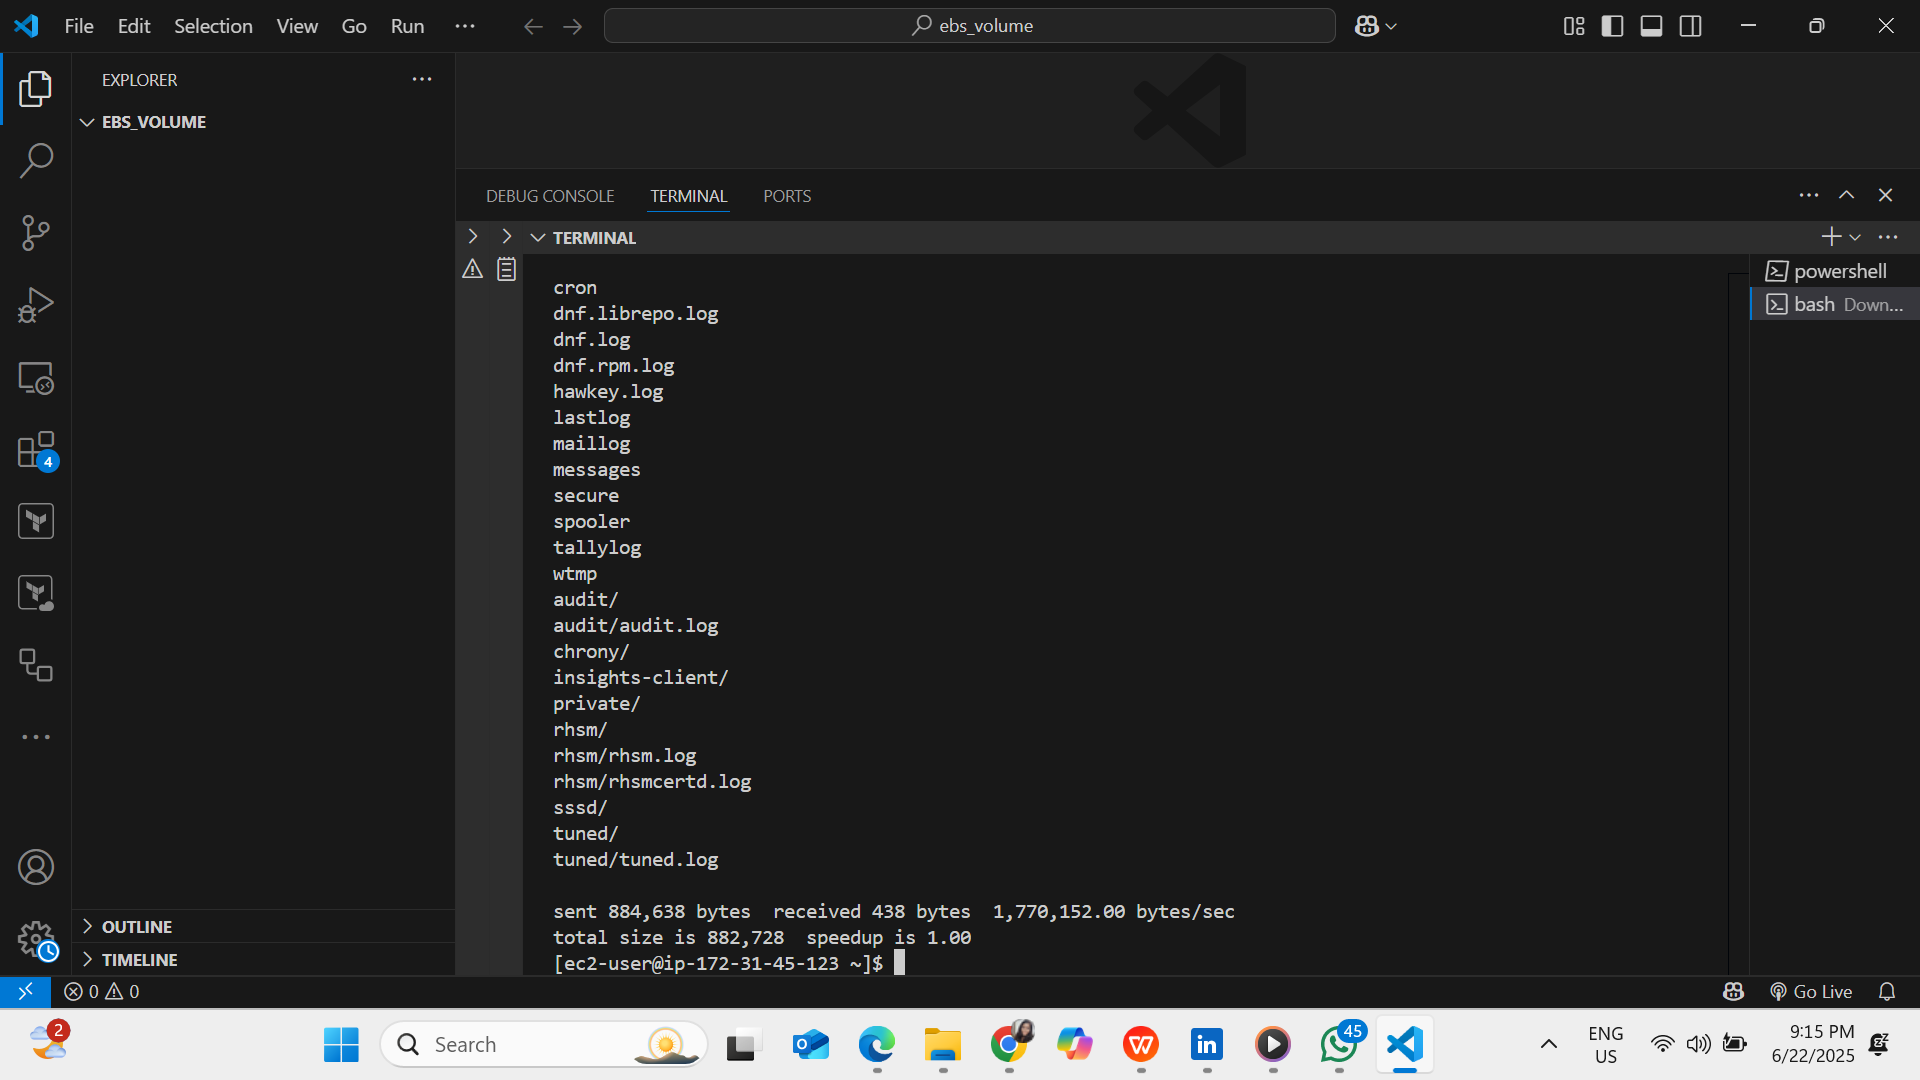 File Edit Selection View Go Run ··· ebs_volume
EXPLORER ···
EBS_VOLUME
OUTLINE
TIMELINE
4
DEBUG CONSOLE TERMINAL PORTS
TERMINAL
powershell
bash Down...
cron
dnf.librepo.log
dnf.log
dnf.rpm.log
hawkey.log
lastlog
maillog
messages
secure
spooler
tallylog
wtmp
audit/
audit/audit.log
chrony/
insights-client/
private/
rhsm/
rhsm/rhsm.log
rhsm/rhsmcertd.log
sssd/
tuned/
tuned/tuned.log
sent 884,638 bytes  received 438 bytes  1,770,152.00 bytes/sec
total size is 882,728  speedup is 1.00
[ec2-user@ip-172-31-45-123 ~]$
0 0 Go Live
2 Search 45
ENG
US
9:15 PM
6/22/2025